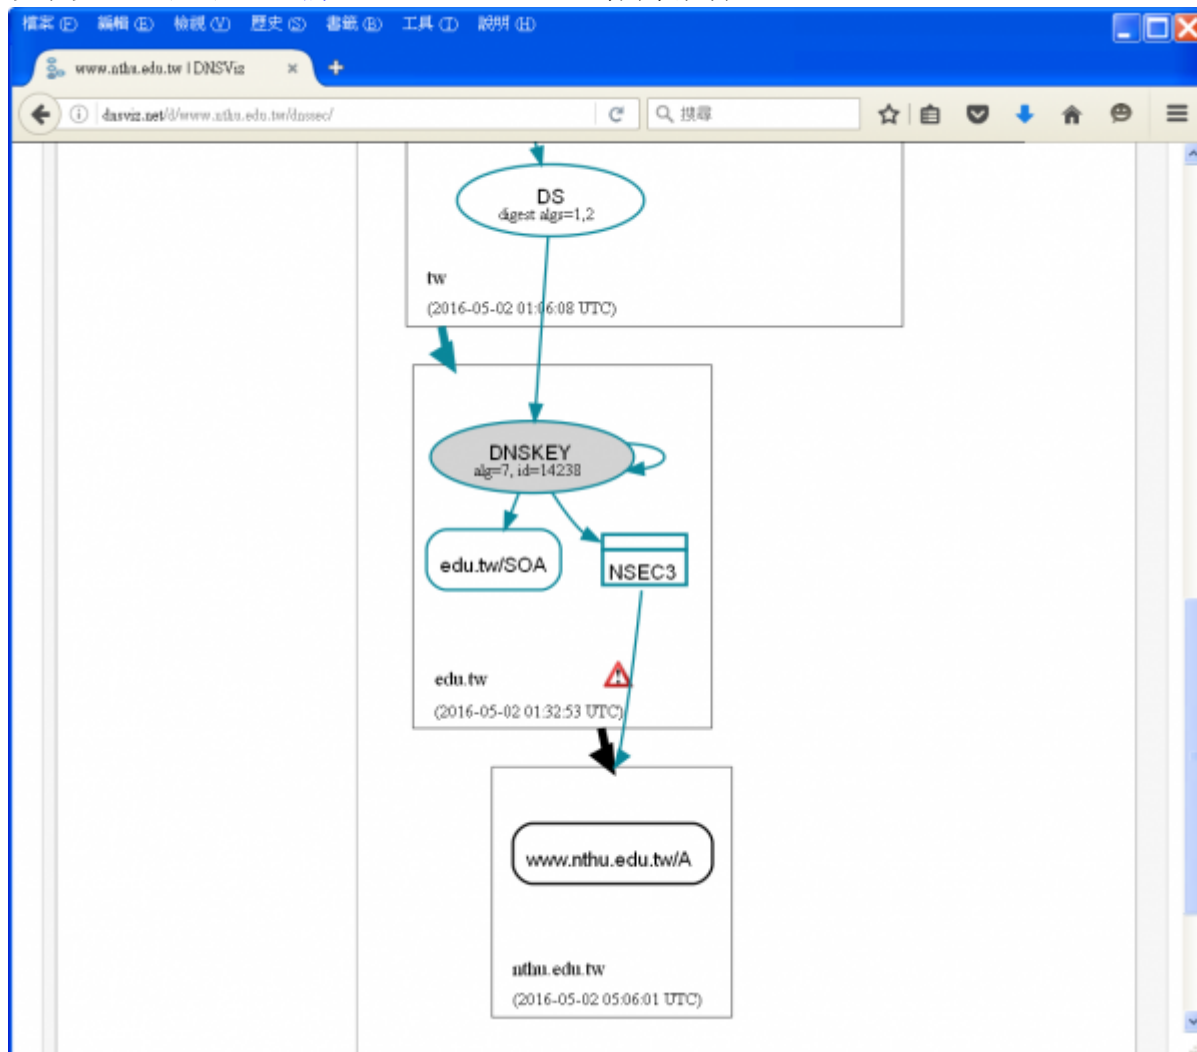 檔案(F) 編輯(E) 檢視(V) 歷史(S) 書籤(B) 工具(T) 說明(H)
www.nthu.edu.tw | DNSViz
dnsviz.net/d/www.nthu.edu.tw/dnssec/
搜尋
DS
digest algs=1,2
tw
(2016-05-02 01:06:08 UTC)
DNSKEY
alg=7, id=14238
edu.tw/SOA
NSEC3
edu.tw
(2016-05-02 01:32:53 UTC)
www.nthu.edu.tw/A
nthu.edu.tw
(2016-05-02 05:06:01 UTC)